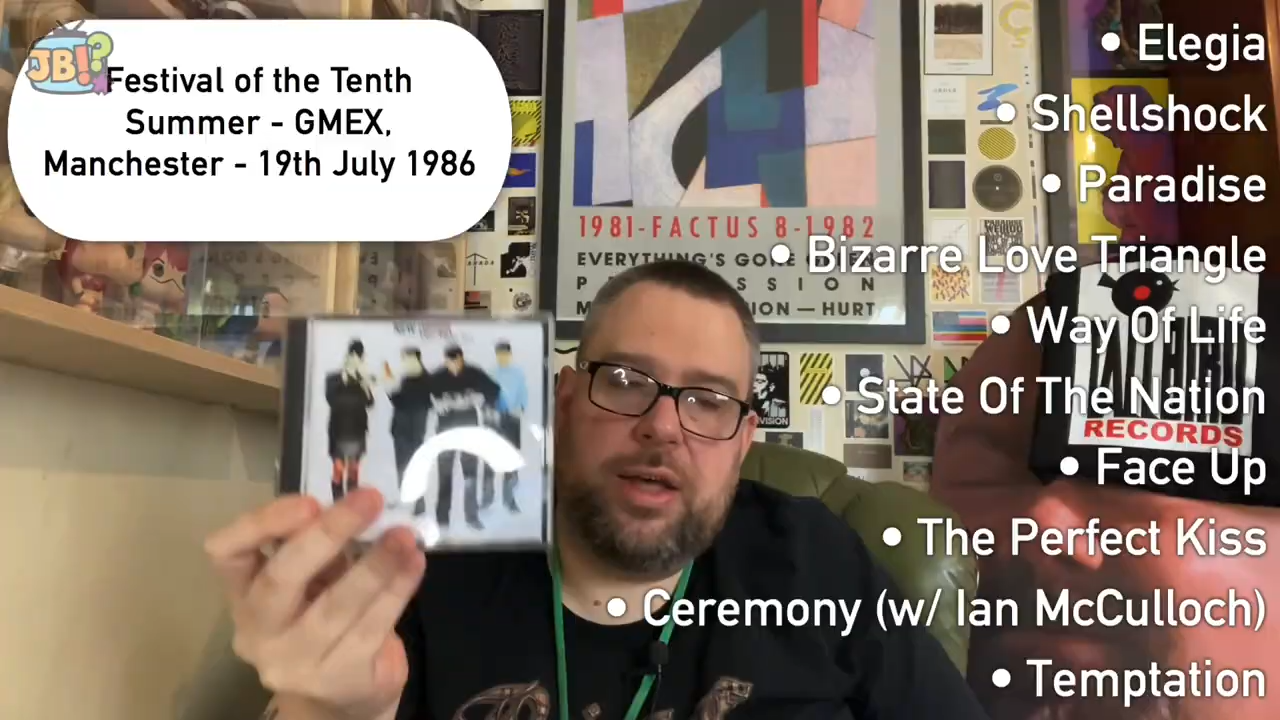 JB!?
Festival of the Tenth
Summer - GMEX,
Manchester - 19th July 1986
• Elegia
• Shellshock
• Paradise
• Bizarre Love Triangle
• Way Of Life
• State Of The Nation
• Face Up
• The Perfect Kiss
• Ceremony (w/ Ian McCulloch)
• Temptation
1981-FACTUS 8-1982
EVERYTHING'S GONE
HURT
RECORDS